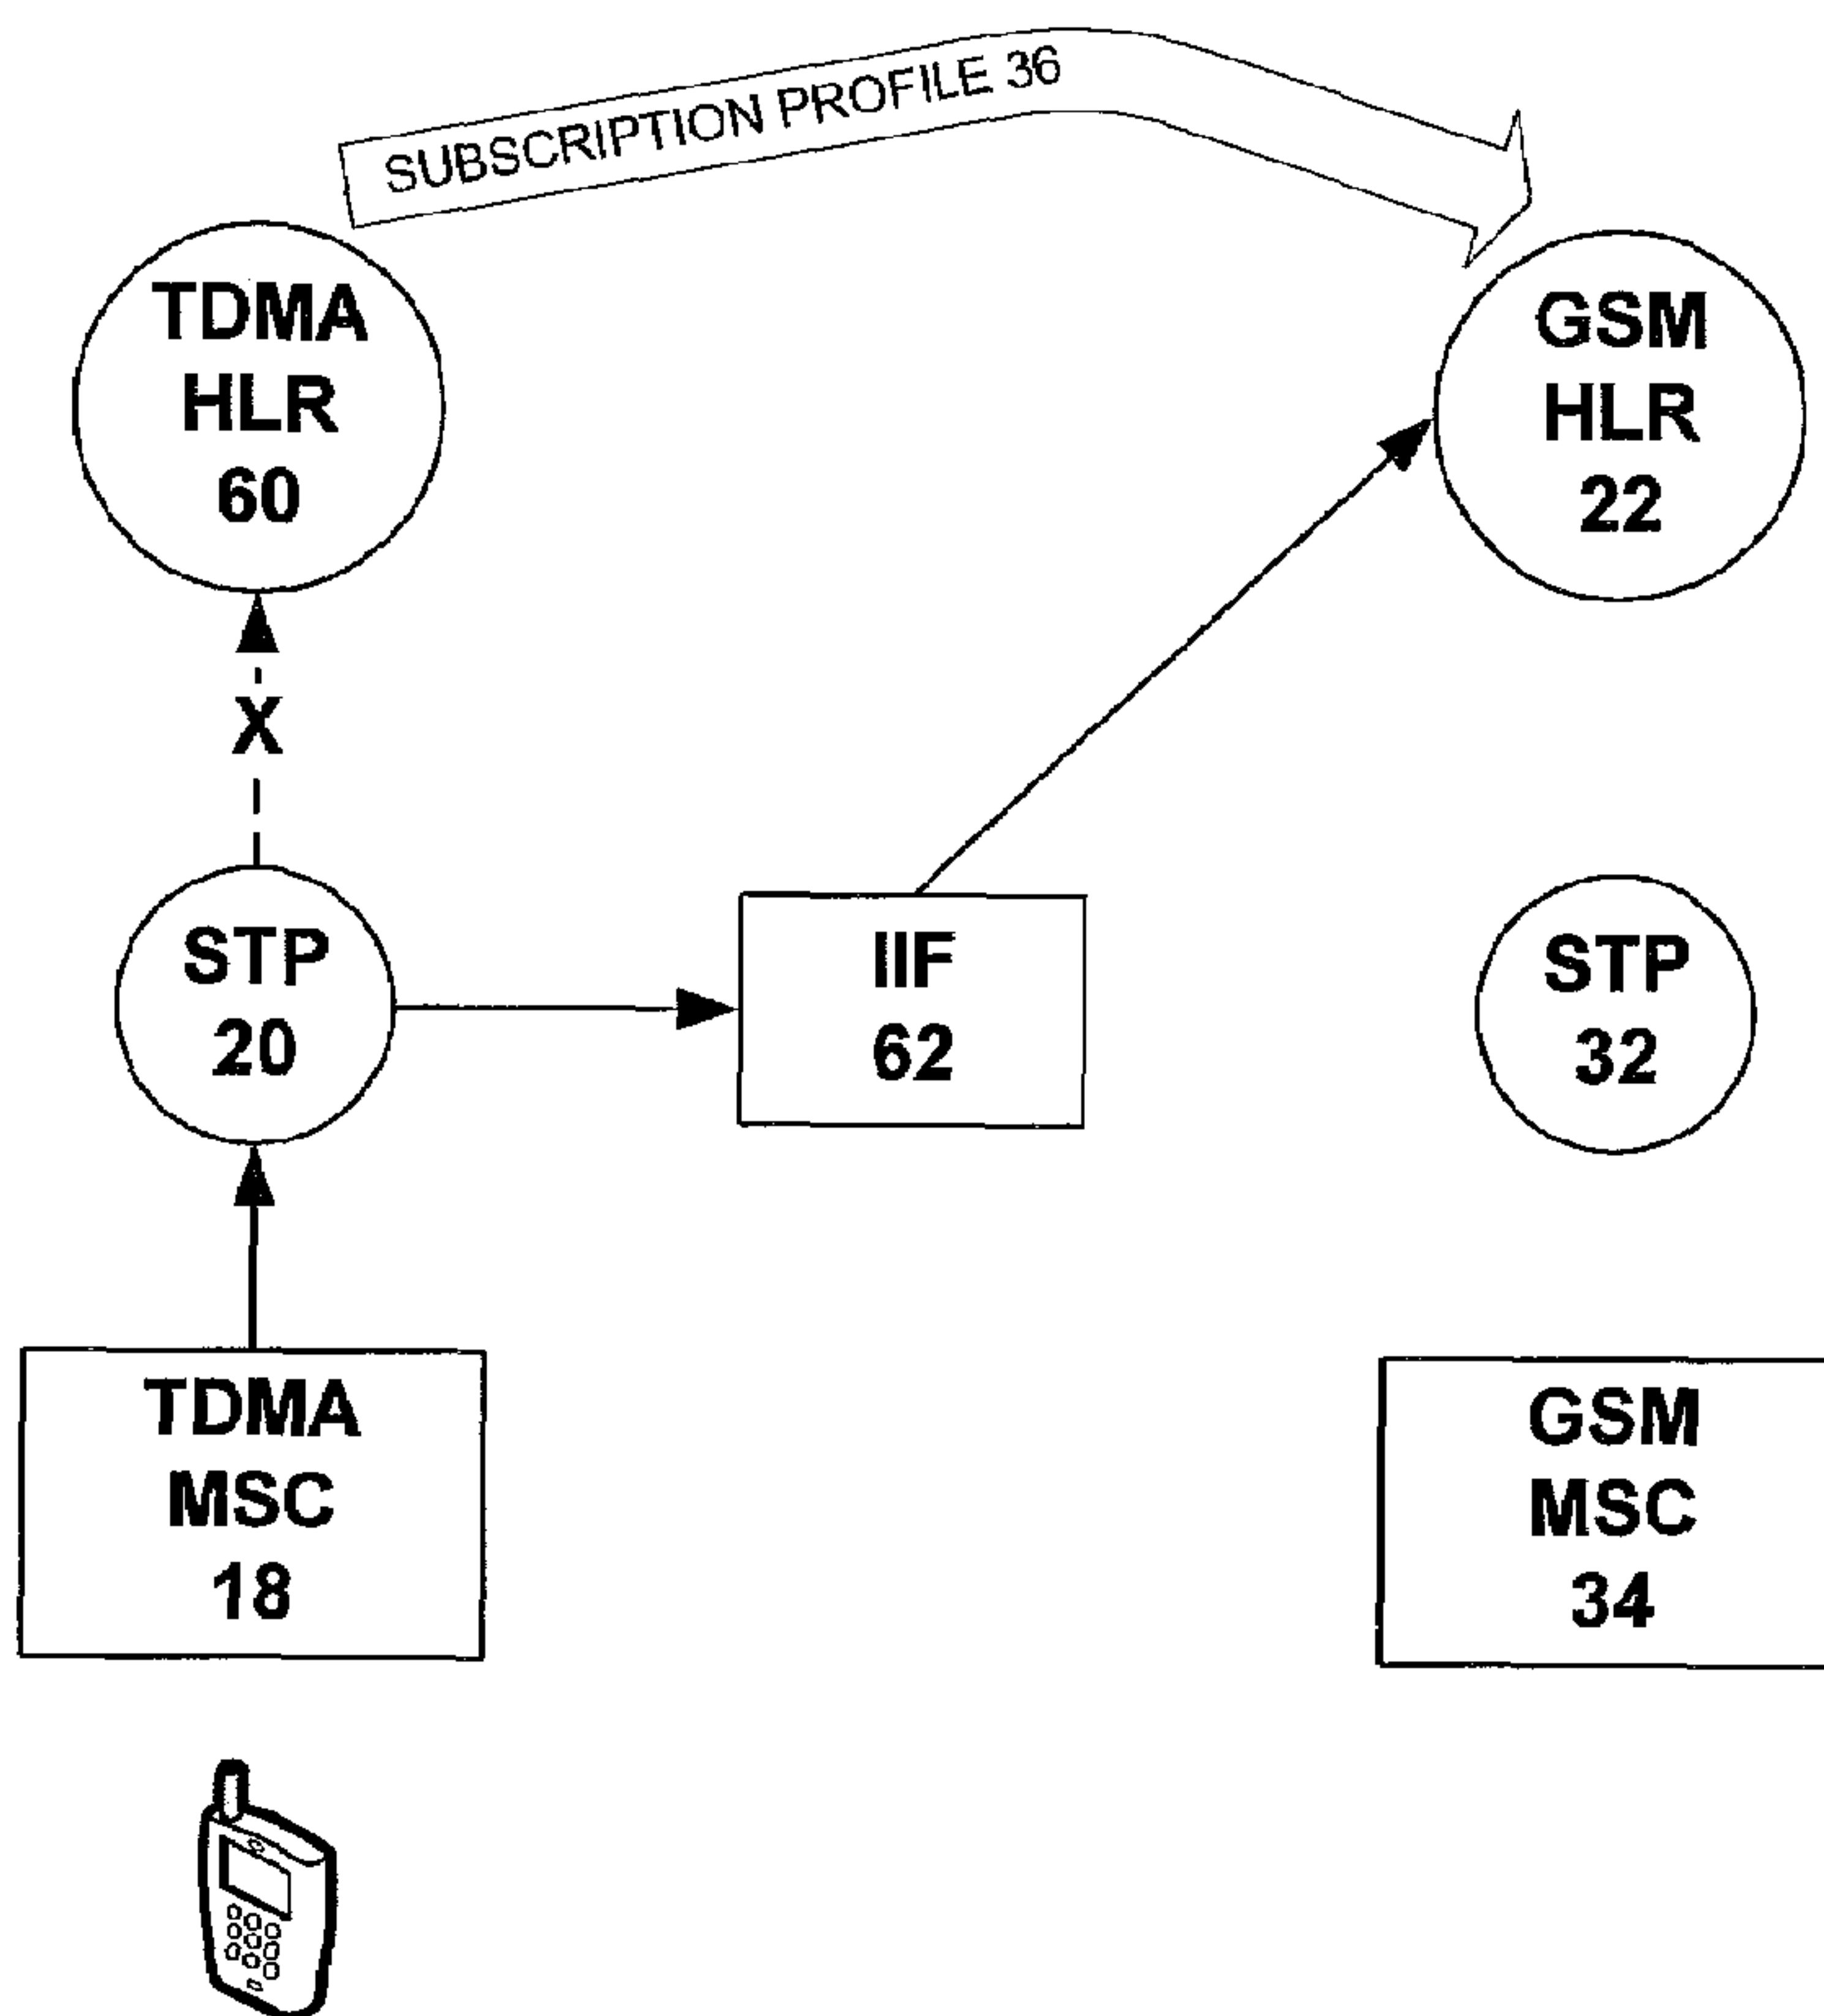 SUBSCRIPTION PROFILE 36
TDMA
HLR
60
GSM
HLR
22
X
STP
20
IIF
62
STP
32
TDMA
MSC
18
GSM
MSC
34